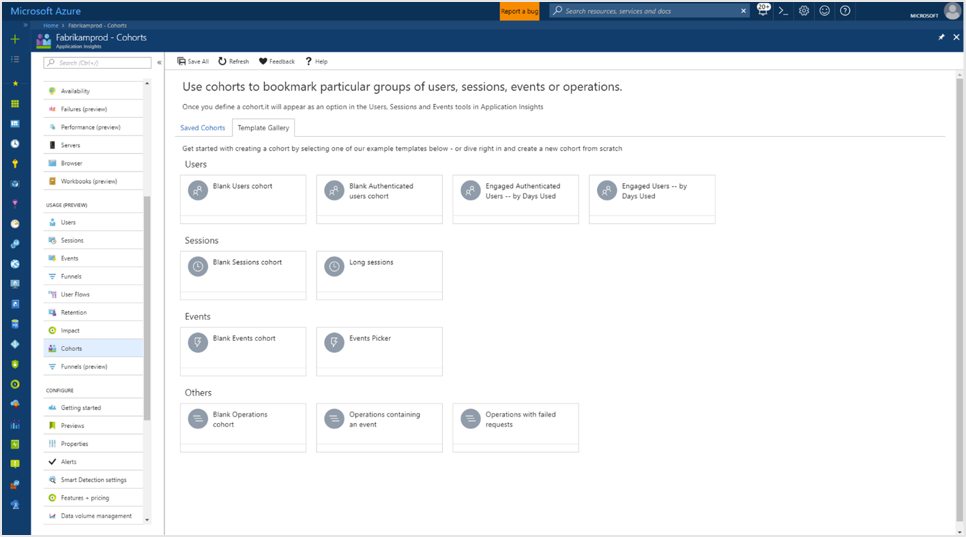 Microsoft Azure
Report a bug
Search resources, services and docs
20+
MICROSOFT
Home > Fabrikamprod - Cohorts
Fabrikamprod - Cohorts
Application Insights
Search (Ctrl+/)
Availability
Failures (preview)
Performance (preview)
Servers
Browser
Workbooks (preview)
USAGE (PREVIEW)
Users
Sessions
Events
Funnels
User Flows
Retention
Impact
Cohorts
Funnels (preview)
CONFIGURE
Getting started
Previews
Properties
Alerts
Smart Detection settings
Features + pricing
Data volume management
Save All Refresh Feedback ? Help
Use cohorts to bookmark particular groups of users, sessions, events or operations.
Once you define a cohort.it will appear as an option in the Users, Sessions and Events tools in Application Insights
Saved Cohorts Template Gallery
Get started with creating a cohort by selecting one of our example templates below - or dive right in and create a new cohort from scratch
Users
Blank Users cohort
Blank Authenticated
users cohort
Engaged Authenticated
Users -- by Days Used
Engaged Users -- by
Days Used
Sessions
Blank Sessions cohort
Long sessions
Events
Blank Events cohort
Events Picker
Others
Blank Operations
cohort
Operations containing
an event
Operations with failed
requests